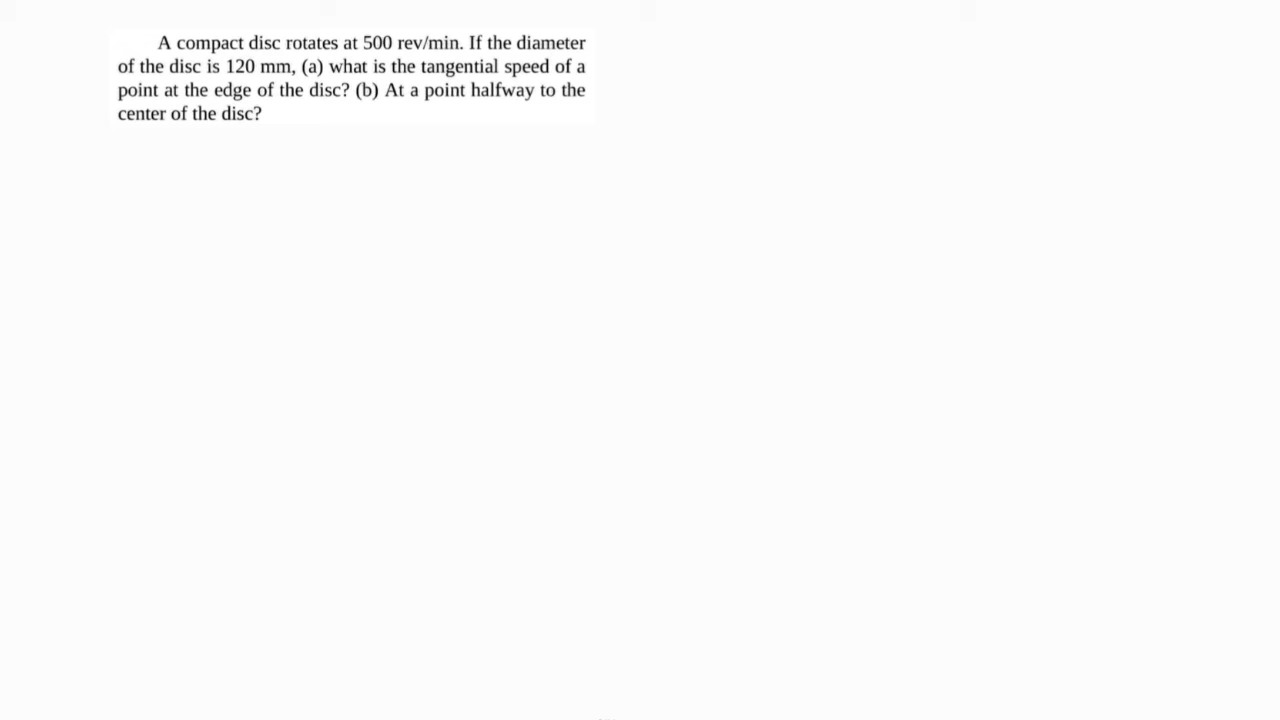 A compact disc rotates at 500 rev/min. If the diameter
of the disc is 120 mm, (a) what is the tangential speed of a
point at the edge of the disc? (b) At a point halfway to the
center of the disc?